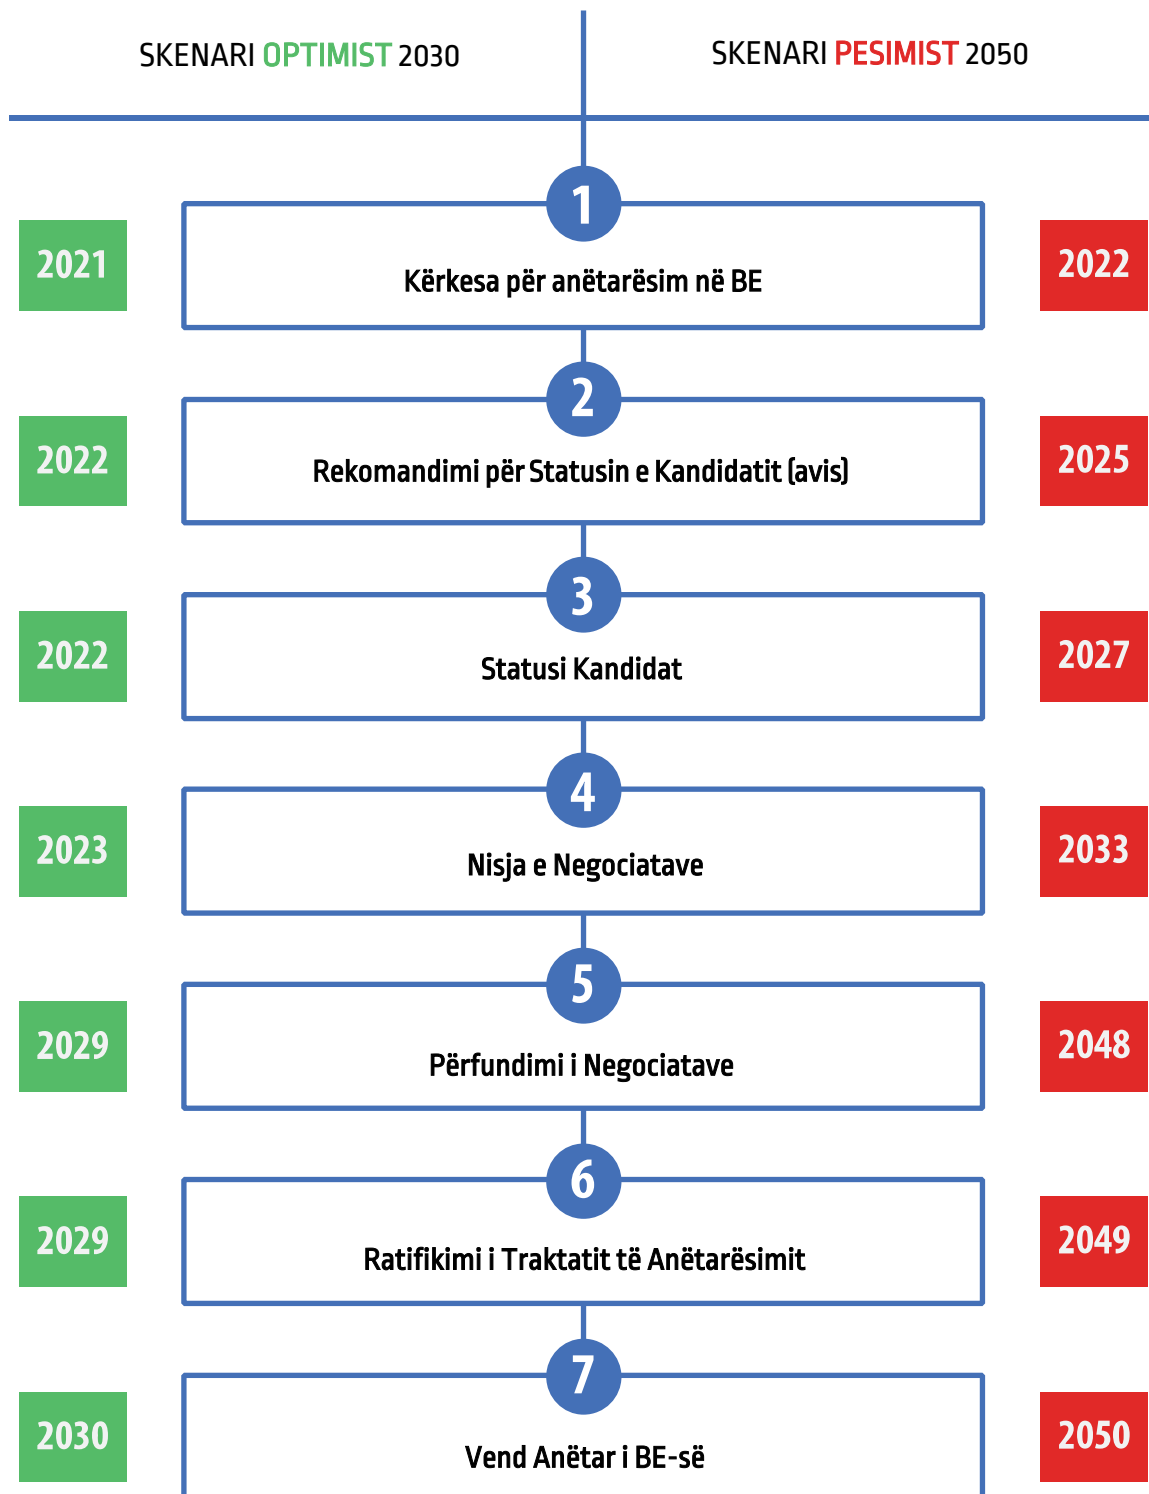 SKENARI OPTIMIST 2030
SKENARI PESIMIST 2050
1
2021
Kërkesa për anëtarësim në BE
2022
2
2022
Rekomandimi për Statusin e Kandidatit (avis)
2025
3
2022
Statusi Kandidat
2027
4
2023
Nisja e Negociatave
2033
5
2029
Përfundimi i Negociatave
2048
6
2029
Ratifikimi i Traktatit të Anëtarësimit
2049
7
2030
Vend Anëtar i BE-së
2050